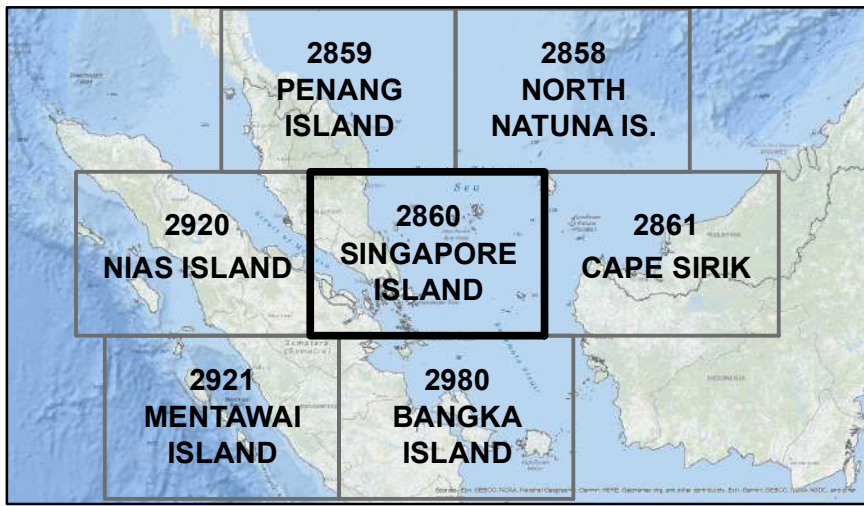 2859
PENANG
ISLAND
2858
NORTH
NATUNA IS.
2920
NIAS ISLAND
2860
SINGAPORE
ISLAND
2861
CAPE SIRIK
Sea
2921
MENTAWAI
ISLAND
2980
BANGKA
ISLAND